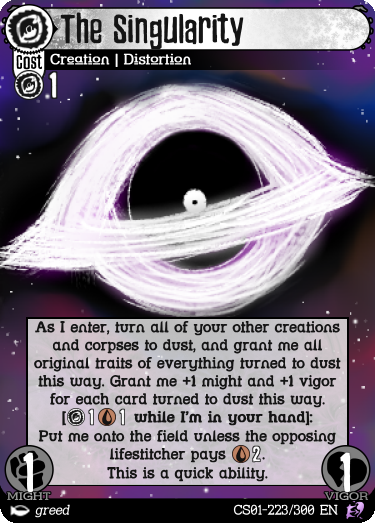 The Singularity
Cost
Creation | Distortion
1
As I enter, turn all of your other creations
and corpses to dust, and grant me all
original traits of everything turned to dust
this way. Grant me +1 might and +1 vigor
for each card turned to dust this way.
[1 1 while I'm in your hand]:
Put me onto the field unless the opposing
lifestitcher pays 2.
This is a quick ability.
1
MIGHT
1
VIGOR
greed
CS01-223/300 EN